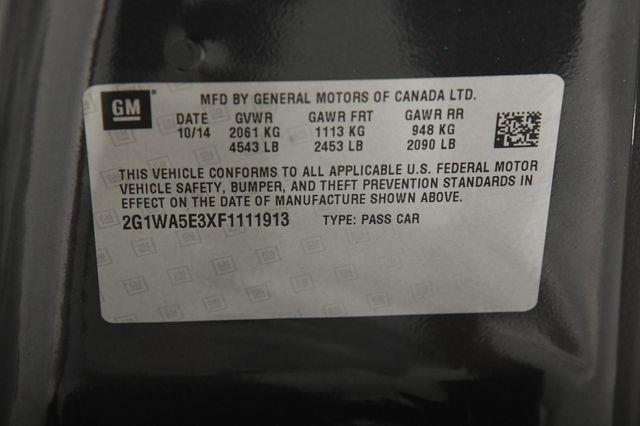 GM
MFD BY GENERAL MOTORS OF CANADA LTD.
DATE GVWR GAWR FRT GAWR RR
10/14 2061 KG 1113 KG 948 KG
4543 LB 2453 LB 2090 LB
THIS VEHICLE CONFORMS TO ALL APPLICABLE U.S. FEDERAL MOTOR
VEHICLE SAFETY, BUMPER, AND THEFT PREVENTION STANDARDS IN
EFFECT ON THE DATE OF MANUFACTURE SHOWN ABOVE.
2G1WA5E3XF1111913 TYPE: PASS CAR